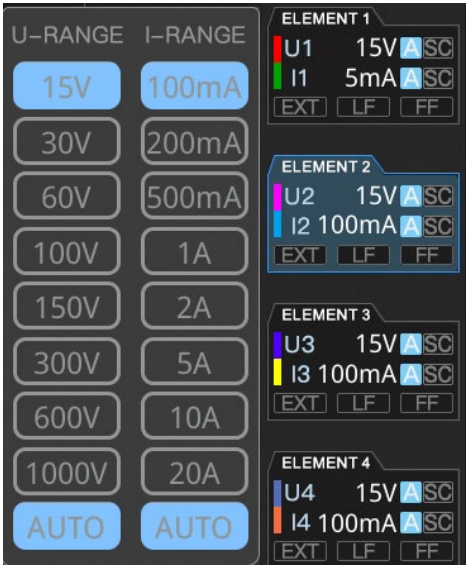 U-RANGE I-RANGE
15V 100mA
30V 200mA
60V 500mA
100V 1A
150V 2A
300V 5A
600V 10A
1000V 20A
AUTO AUTO
ELEMENT 1
U1 15V A SC
I1 5mA A SC
EXT LF FF
ELEMENT 2
U2 15V A SC
I2 100mA A SC
EXT LF FF
ELEMENT 3
U3 15V A SC
I3 100mA A SC
EXT LF FF
ELEMENT 4
U4 15V A SC
I4 100mA A SC
EXT LF FF